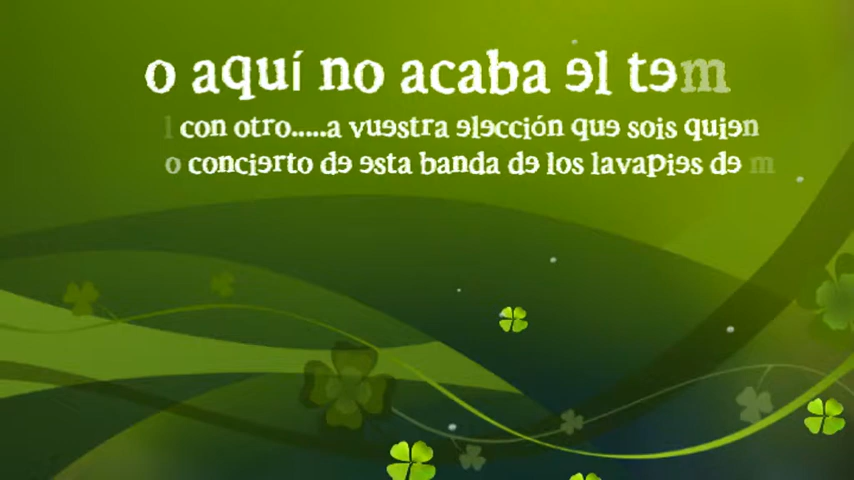 o aquí no acaba el tem
l con otro.....a vuestra elección que sois quien
o concierto de esta banda de los lavapies de m